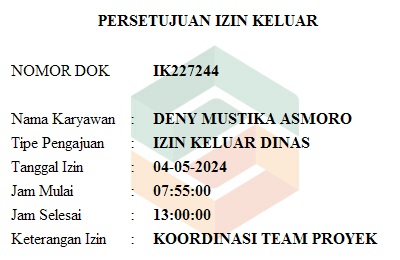 PERSETUJUAN IZIN KELUAR
NOMOR DOK IK227244
Nama Karyawan : DENY MUSTIKA ASMORO
Tipe Pengajuan : IZIN KELUAR DINAS
Tanggal Izin : 04-05-2024
Jam Mulai : 07:55:00
Jam Selesai : 13:00:00
Keterangan Izin : KOORDINASI TEAM PROYEK